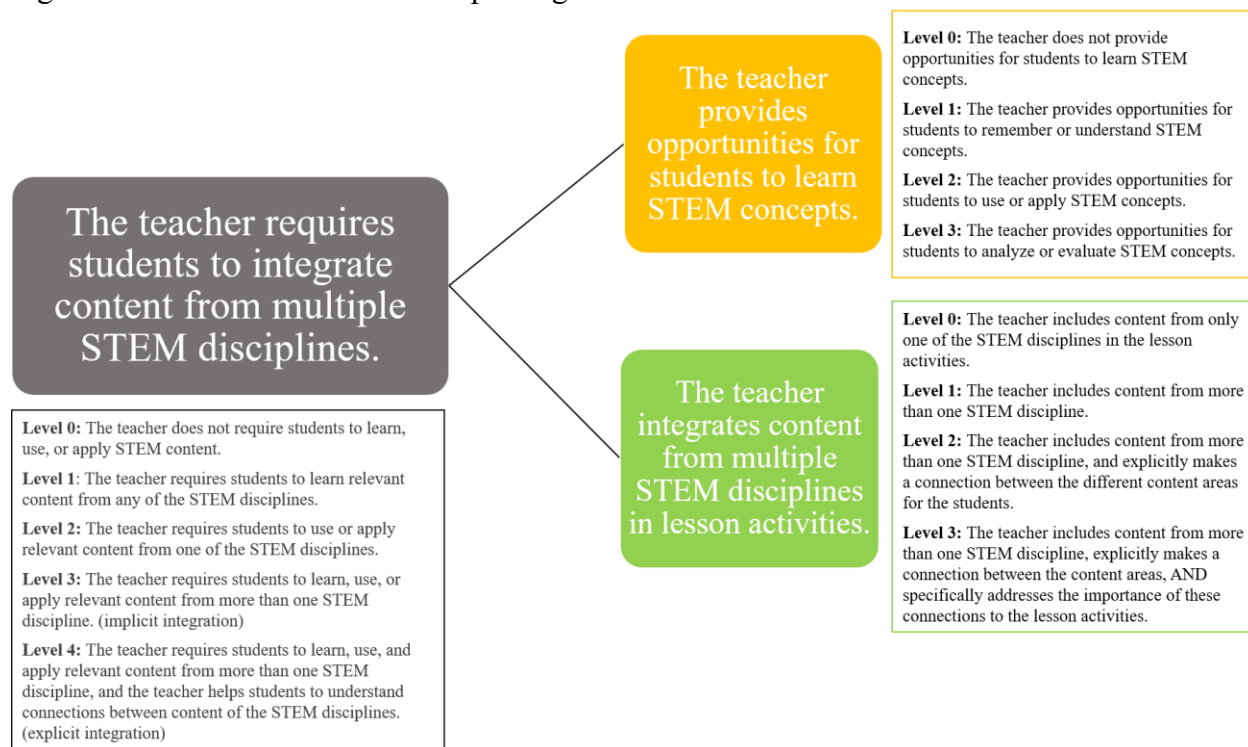 The teacher requires
students to integrate
content from multiple
STEM disciplines.
Level 0: The teacher does not require students to learn,
use, or apply STEM content.
Level 1: The teacher requires students to learn relevant
content from any of the STEM disciplines.
Level 2: The teacher requires students to use or apply
relevant content from one of the STEM disciplines.
Level 3: The teacher requires students to learn, use, or
apply relevant content from more than one STEM
discipline. (implicit integration)
Level 4: The teacher requires students to learn, use, and
apply relevant content from more than one STEM
discipline, and the teacher helps students to understand
connections between content of the STEM disciplines.
(explicit integration)
The teacher
provides
opportunities for
students to learn
STEM concepts.
Level 0: The teacher does not provide
opportunities for students to learn STEM
concepts.
Level 1: The teacher provides opportunities for
students to remember or understand STEM
concepts.
Level 2: The teacher provides opportunities for
students to use or apply STEM concepts.
Level 3: The teacher provides opportunities for
students to analyze or evaluate STEM concepts.
The teacher
integrates content
from multiple
STEM disciplines
in lesson activities.
Level 0: The teacher includes content from only
one of the STEM disciplines in the lesson
activities.
Level 1: The teacher includes content from more
than one STEM discipline.
Level 2: The teacher includes content from more
than one STEM discipline, and explicitly makes
a connection between the different content areas
for the students.
Level 3: The teacher includes content from more
than one STEM discipline, explicitly makes a
connection between the content areas, AND
specifically addresses the importance of these
connections to the lesson activities.